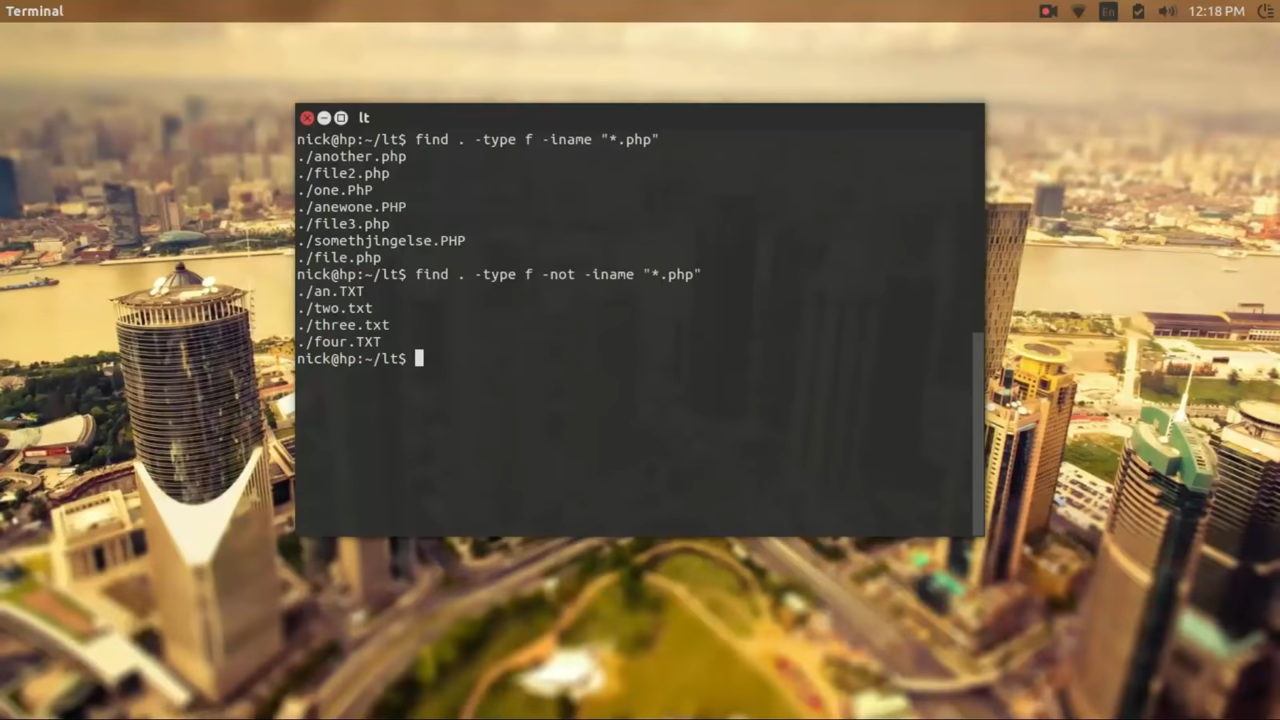 Terminal
En
12:18 PM
lt
nick@hp:~/lt$ find . -type f -iname "*.php"
./another.php
./file2.php
./one.PhP
./anewone.PHP
./file3.php
./somethjingelse.PHP
./file.php
nick@hp:~/lt$ find . -type f -not -iname "*.php"
./an.TXT
./two.txt
./three.txt
./four.TXT
nick@hp:~/lt$